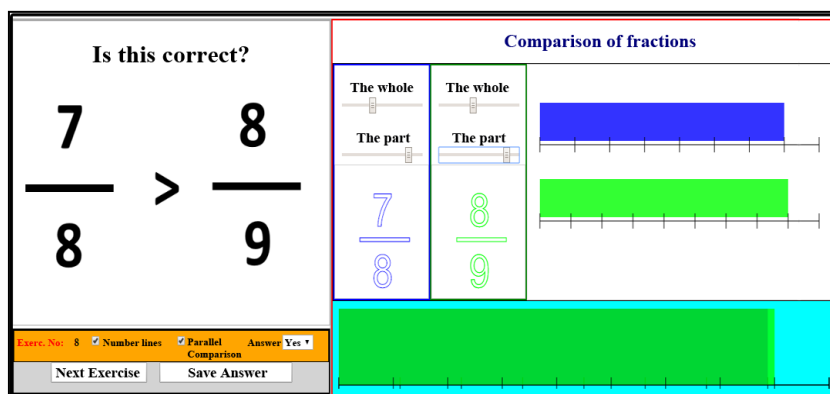 Is this correct?
7
8
>
8
9
Exerc. No: 8 Number lines Parallel Comparison Answer Yes
Next Exercise Save Answer
Comparison of fractions
The whole
The part
7
8
The whole
The part
8
9